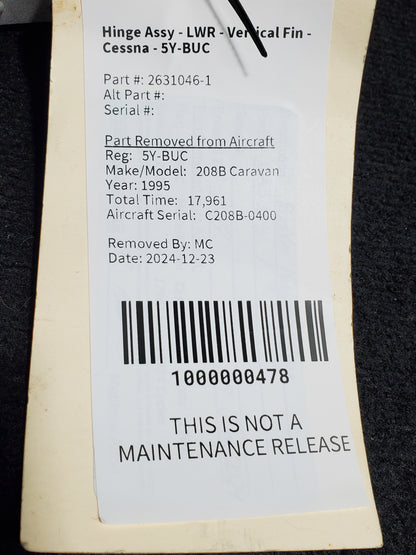 Hinge Assy - LWR - Vertical Fin -
Cessna - 5Y-BUC
Part #: 2631046-1
Alt Part #:
Serial #:
Part Removed from Aircraft
Reg: 5Y-BUC
Make/Model: 208B Caravan
Year: 1995
Total Time: 17,961
Aircraft Serial: C208B-0400
Removed By: MC
Date: 2024-12-23
1000000478
THIS IS NOT A
MAINTENANCE RELEASE